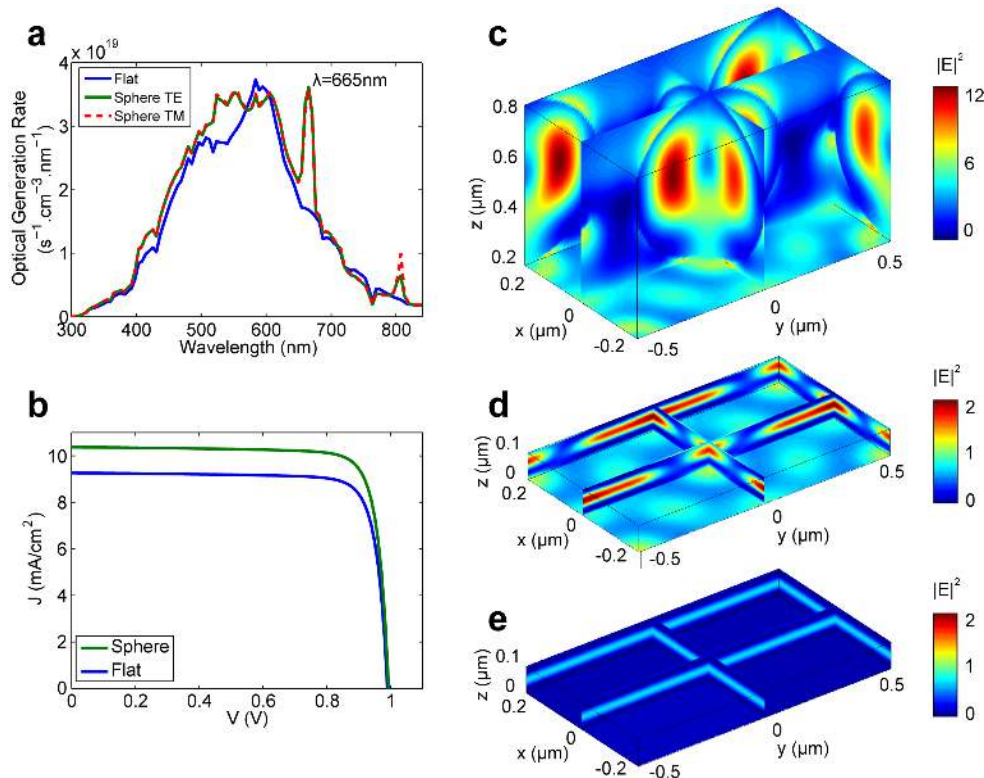 a
× 10¹⁹
Optical Generation Rate
(s⁻¹.cm⁻³.nm⁻¹)
4
3
2
1
0
300 400 500 600 700 800
Wavelength (nm)
Flat
Sphere TE
Sphere TM
λ=665nm
b
J (mA/cm²)
10
8
6
4
2
0
0 0.2 0.4 0.6 0.8 1
V (V)
Sphere
Flat
c
|E|²
12
6
0
z (µm)
0.8
0.6
0.4
0.2
0.2
0
-0.2
x (µm)
-0.5
0
0.5
y (µm)
d
|E|²
2
1
0
z (µm)
0.1
0
0.2
0
-0.2
x (µm)
-0.5
0
0.5
y (µm)
e
|E|²
2
1
0
z (µm)
0.1
0
0.2
0
-0.2
x (µm)
-0.5
0
0.5
y (µm)